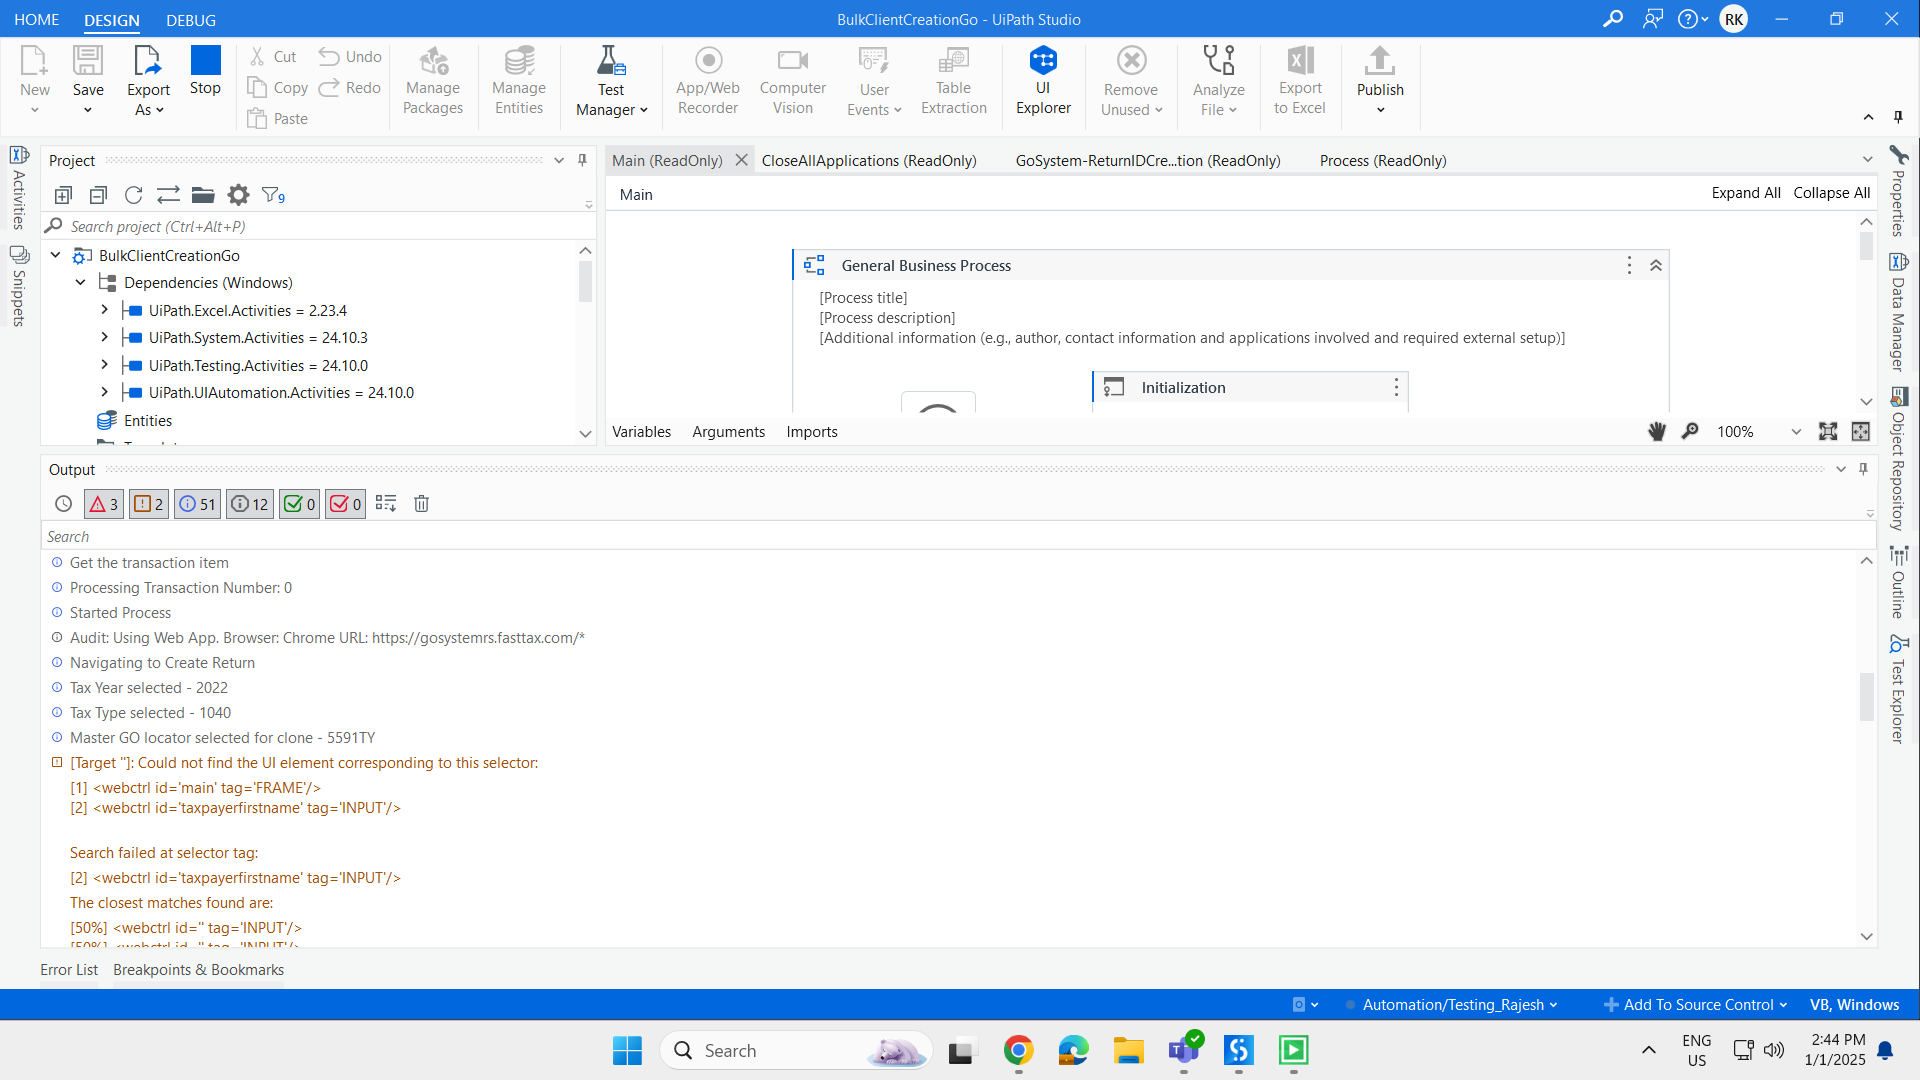 HOME DESIGN DEBUG BulkClientCreationGo - UiPath Studio RK
New Save Export As Stop Cut Copy Paste Undo Redo Manage Packages Manage Entities Test Manager App/Web Recorder Computer Vision User Events Table Extraction UI Explorer Remove Unused Analyze File Export to Excel Publish
Activities
Snippets
Project
9
Search project (Ctrl+Alt+P)
BulkClientCreationGo
Dependencies (Windows)
UiPath.Excel.Activities = 2.23.4
UiPath.System.Activities = 24.10.3
UiPath.Testing.Activities = 24.10.0
UiPath.UIAutomation.Activities = 24.10.0
Entities
Main (ReadOnly) CloseAllApplications (ReadOnly) GoSystem-ReturnIDCre...tion (ReadOnly) Process (ReadOnly)
Main Expand All Collapse All
General Business Process
[Process title]
[Process description]
[Additional information (e.g., author, contact information and applications involved and required external setup)]
Initialization
Variables Arguments Imports 100%
Properties
Data Manager
Object Repository
Outline
Test Explorer
Output
3 2 51 12 0 0
Search
Get the transaction item
Processing Transaction Number: 0
Started Process
Audit: Using Web App. Browser: Chrome URL: https://gosystemrs.fasttax.com/*
Navigating to Create Return
Tax Year selected - 2022
Tax Type selected - 1040
Master GO locator selected for clone - 5591TY
[Target '']: Could not find the UI element corresponding to this selector:
[1] <webctrl id='main' tag='FRAME'/>
[2] <webctrl id='taxpayerfirstname' tag='INPUT'/>
Search failed at selector tag:
[2] <webctrl id='taxpayerfirstname' tag='INPUT'/>
The closest matches found are:
[50%] <webctrl id='' tag='INPUT'/>
[50%] <webctrl id='' tag='INPUT'/>
Error List Breakpoints & Bookmarks
Automation/Testing_Rajesh Add To Source Control VB, Windows
Search
ENG
US
2:44 PM
1/1/2025